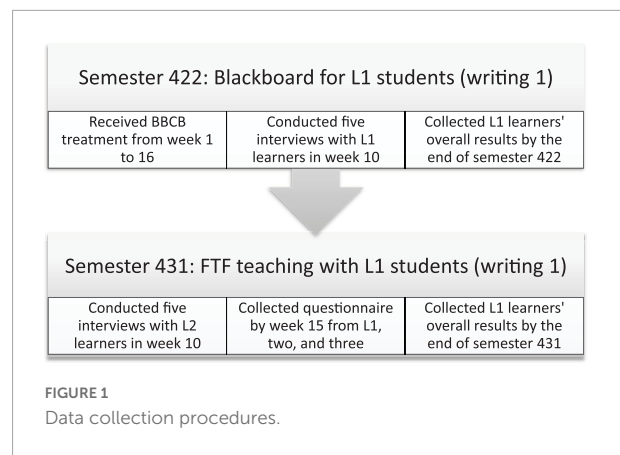 Semester 422: Blackboard for L1 students (writing 1)
Received BBCB
treatment from week 1
to 16
Conducted five
interviews with L1
learners in week 10
Collected L1 learners'
overall results by the
end of semester 422
Semester 431: FTF teaching with L1 students (writing 1)
Conducted five
interviews with L2
learners in week 10
Collected questionnaire
by week 15 from L1,
two, and three
Collected L1 learners'
overall results by the
end of semester 431
FIGURE 1
Data collection procedures.